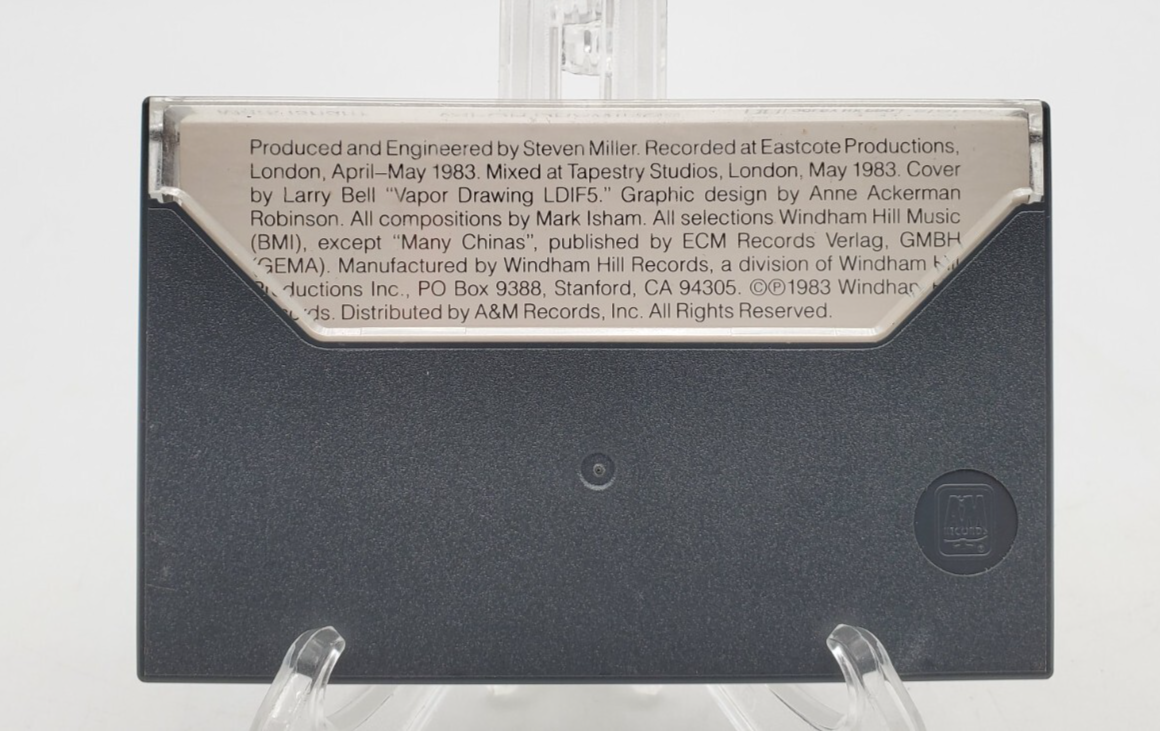 Produced and Engineered by Steven Miller. Recorded at Eastcote Productions,
London, April–May 1983. Mixed at Tapestry Studios, London, May 1983. Cover
by Larry Bell “Vapor Drawing LDIF5.” Graphic design by Anne Ackerman
Robinson. All compositions by Mark Isham. All selections Windham Hill Music
(BMI), except “Many Chinas”, published by ECM Records Verlag, GMBH
(GEMA). Manufactured by Windham Hill Records, a division of Windham
Productions Inc., PO Box 9388, Stanford, CA 94305. ©℗1983 Windham
Distributed by A&M Records, Inc. All Rights Reserved.
A&M
RECORDS